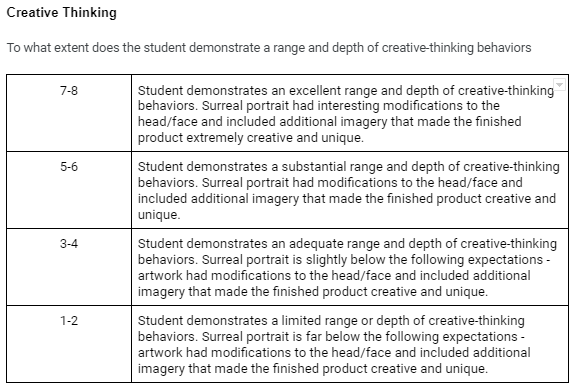 Creative Thinking
To what extent does the student demonstrate a range and depth of creative-thinking behaviors
7-8
Student demonstrates an excellent range and depth of creative-thinking
behaviors. Surreal portrait had interesting modifications to the
head/face and included additional imagery that made the finished
product extremely creative and unique.
5-6
Student demonstrates a substantial range and depth of creative-thinking
behaviors. Surreal portrait had modifications to the head/face and
included additional imagery that made the finished product creative and
unique.
3-4
Student demonstrates an adequate range and depth of creative-thinking
behaviors. Surreal portrait is slightly below the following expectations -
artwork had modifications to the head/face and included additional
imagery that made the finished product creative and unique.
1-2
Student demonstrates a limited range or depth of creative-thinking
behaviors. Surreal portrait is far below the following expectations -
artwork had modifications to the head/face and included additional
imagery that made the finished product creative and unique.